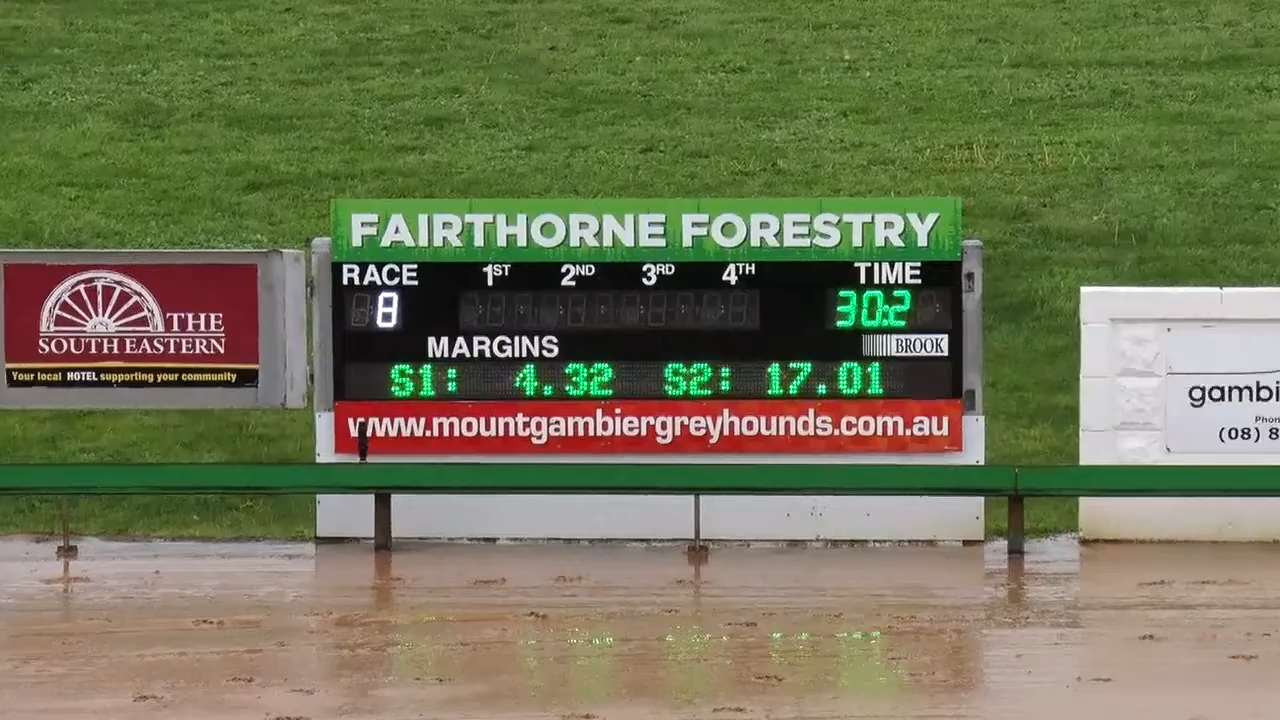 FAIRTHORNE FORESTRY
RACE 1ST 2ND 3RD 4TH TIME
8 30.2
MARGINS BROOK
S1: 4.32 S2: 17.01
www.mountgambiergreyhounds.com.au
THE
SOUTH EASTERN
Your local HOTEL supporting your community
gambi
Phon
(08) 8